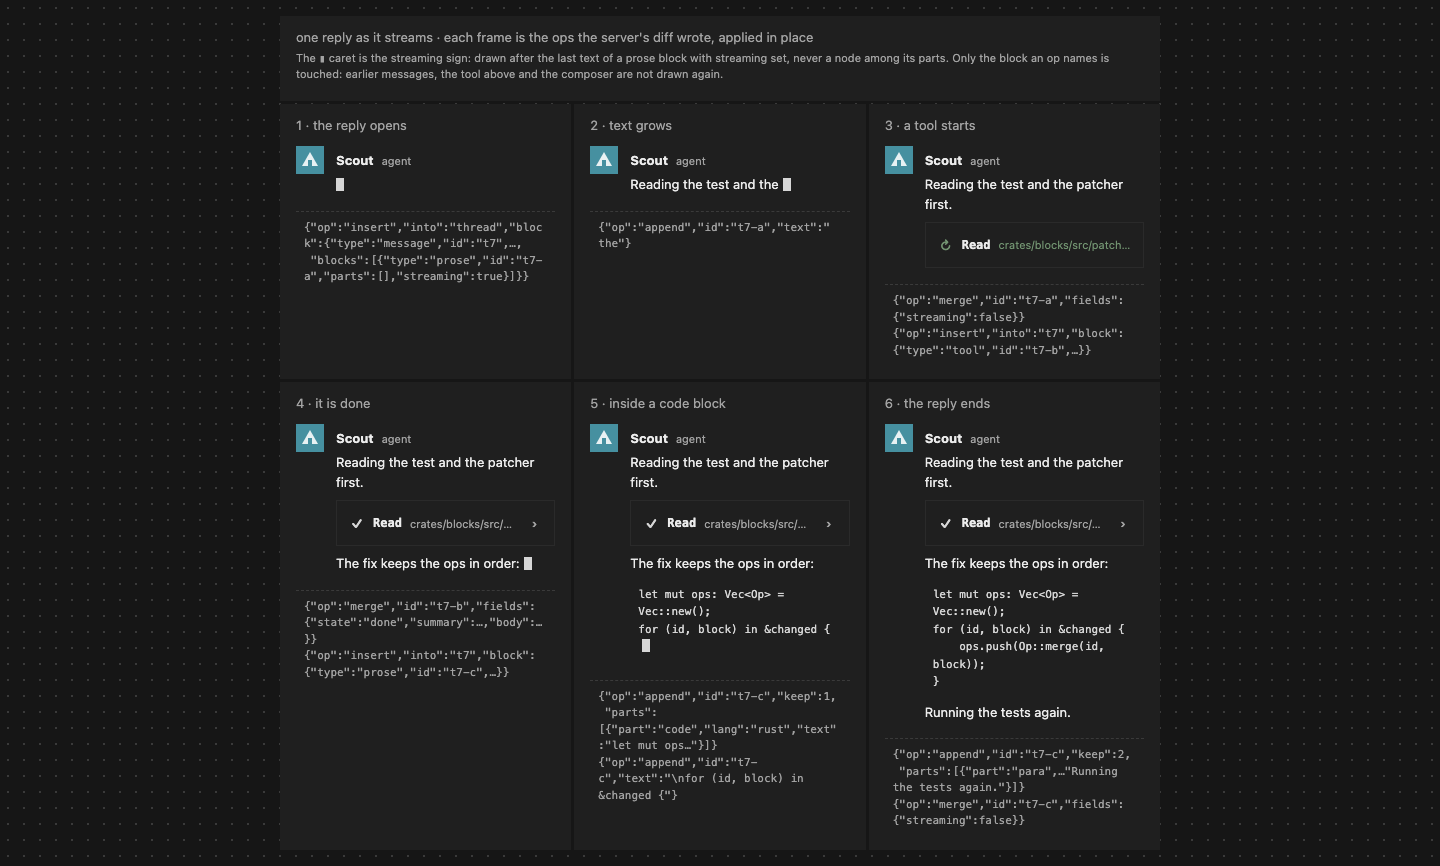 one reply as it streams · each frame is the ops the server's diff wrote, applied in place
The ▮ caret is the streaming sign: drawn after the last text of a prose block with streaming set, never a node among its parts. Only the block an op names is
touched: earlier messages, the tool above and the composer are not drawn again.
1 · the reply opens
Scout agent
{"op":"insert","into":"thread","bloc
k":{"type":"message","id":"t7",…,
"blocks":[{"type":"prose","id":"t7-
a","parts":[],"streaming":true}]}}
2 · text grows
Scout agent
Reading the test and the
{"op":"append","id":"t7-a","text":"
the"}
3 · a tool starts
Scout agent
Reading the test and the patcher
first.
Read crates/blocks/src/patch…
{"op":"merge","id":"t7-a","fields":
{"streaming":false}}
{"op":"insert","into":"t7","block":
{"type":"tool","id":"t7-b",…}}
4 · it is done
Scout agent
Reading the test and the patcher
first.
Read crates/blocks/src/… ›
The fix keeps the ops in order:
{"op":"merge","id":"t7-b","fields":
{"state":"done","summary":…,"body":…
}}
{"op":"insert","into":"t7","block":
{"type":"prose","id":"t7-c",…}}
5 · inside a code block
Scout agent
Reading the test and the patcher
first.
Read crates/blocks/src/… ›
The fix keeps the ops in order:
let mut ops: Vec<Op> =
Vec::new();
for (id, block) in &changed {
{"op":"append","id":"t7-c","keep":1,
"parts":
[{"part":"code","lang":"rust","text"
:"let mut ops…"}]}
{"op":"append","id":"t7-
c","text":"\nfor (id, block) in
&changed {"}
6 · the reply ends
Scout agent
Reading the test and the patcher
first.
Read crates/blocks/src/… ›
The fix keeps the ops in order:
let mut ops: Vec<Op> =
Vec::new();
for (id, block) in &changed {
ops.push(Op::merge(id,
block));
}
Running the tests again.
{"op":"append","id":"t7-c","keep":2,
"parts":[{"part":"para",…"Running
the tests again."}]}
{"op":"merge","id":"t7-c","fields":
{"streaming":false}}